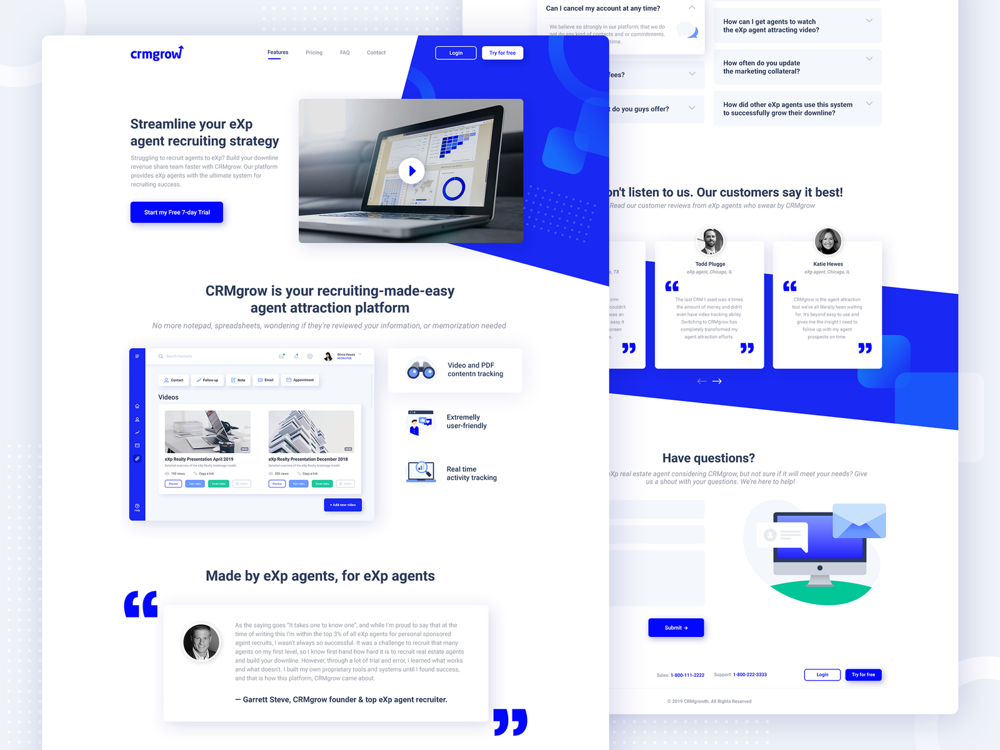 crmgrow
Features
Pricing
FAQ
Contact
Login
Try for free
Streamline your eXp
agent recruiting strategy
Struggling to recruit agents to eXp? Build your downline
revenue share team faster with CRMgrow. Our platform
provides eXp agents with the ultimate system for
recruiting success.
Start my Free 7-day Trial
CRMgrow is your recruiting-made-easy
agent attraction platform
No more notepad, spreadsheets, wondering if they're reviewed your information, or memorization needed
Search Contacts
Olivia Hewes
RECRUITER
Contact
Follow up
Note
Email
Appointment
Videos
eXp Realty Presentation April 2019
Detailed overview of the eXp Realty brokerage model.
192 views
Copy a link
Preview
Text video
Email video
Delete
eXp Realty Presentation December 2018
Detailed overview of the eXp Realty brokerage model.
253 views
Copy a link
Preview
Text video
Email video
Delete
+ Add new video
Help
Video and PDF
contentn tracking
Extremelly
user-friendly
Real time
activity tracking
Made by eXp agents, for eXp agents
“
As the saying goes “It takes one to know one”, and while I’m proud to say that at the
time of writing this I’m within the top 3% of all eXp agents for personal sponsored
agent recruits, I wasn’t always so successful. It was a challenge to recruit that many
agents on my first level, so I know first-hand how hard it is to recruit real estate agents
and build your downline. However, through a lot of trial and error, I learned what works
and what doesn’t. I built my own proprietary tools and systems until I found success,
and that is how this platform, CRMgrow came about.
— Garrett Steve, CRMgrow founder & top eXp agent recruiter.
”
Can I cancel my account at any time?
We believe so strongly in our platform, that we do
not do any kind of contacts and or commitments.
time.
fees?
do you guys offer?
How can I get agents to watch
the eXp agent attracting video?
How often do you update
the marketing collateral?
How did other eXp agents use this system
to successfully grow their downline?
on't listen to us. Our customers say it best!
Read our customer reviews from eXp agents who swear by CRMgrow
, TX
crm
couldn't
was an
easy it
screen
s.
”
Todd Plugge
eXp agent, Chicago, IL
“
The last CRM I used was 4 times
the amount of money and didn't
even have video tracking ability.
Switching to CRMgrow has
completely transformed my
agent attraction efforts.
”
Katie Hewes
eXp agent, Chicago, IL
“
CRMgrow is the agent attraction
tool we've all literally been waiting
for. It's beyond easy to use and
gives me the insight I need to
follow up with my agent
prospects on time.
”
Have questions?
eXp real estate agent considering CRMgrow, but not sure if it will meet your needs? Give
us a shout with your questions. We’re here to help!
Submit →
Sales: 1-800-111-2222
Support: 1-800-222-3333
Login
Try for free
© 2019 CRMgrowth. All Rights Reserved